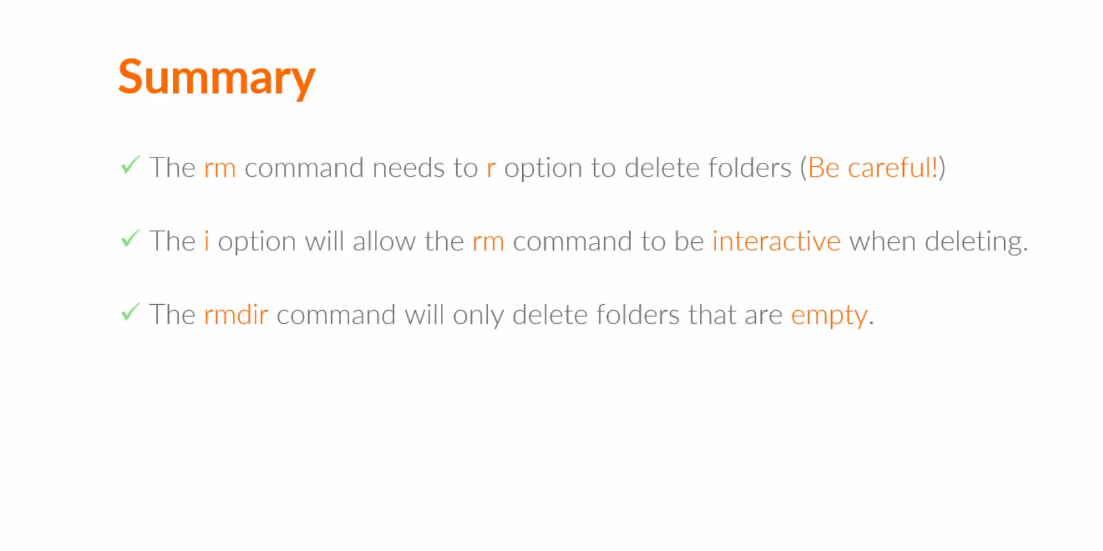 Summary
✓ The rm command needs to r option to delete folders (Be careful!)
✓ The i option will allow the rm command to be interactive when deleting.
✓ The rmdir command will only delete folders that are empty.